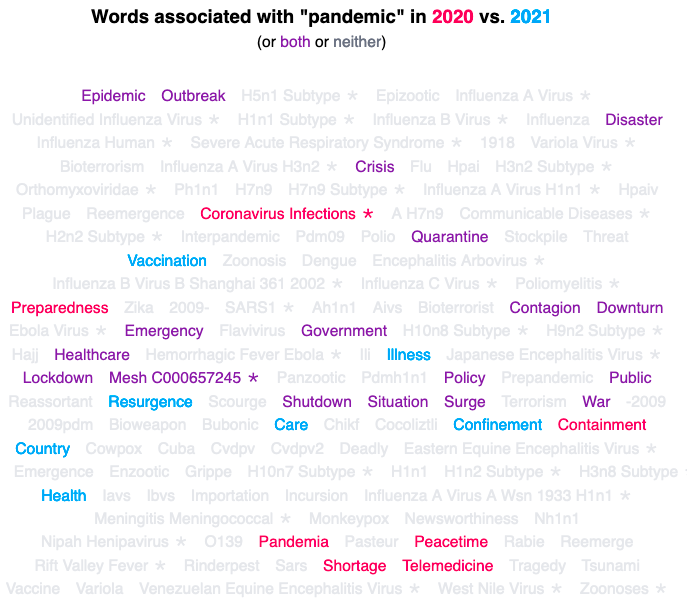 Words associated with "pandemic" in 2020 vs. 2021
(or both or neither)
Epidemic Outbreak H5n1 Subtype * Epizootic Influenza A Virus *
Unidentified Influenza Virus * H1n1 Subtype * Influenza B Virus * Influenza Disaster
Influenza Human * Severe Acute Respiratory Syndrome * 1918 Variola Virus *
Bioterrorism Influenza A Virus H3n2 * Crisis Flu Hpai H3n2 Subtype *
Orthomyxoviridae * Ph1n1 H7n9 H7n9 Subtype * Influenza A Virus H1n1 * Hpaiv
Plague Reemergence Coronavirus Infections * A H7n9 Communicable Diseases *
H2n2 Subtype * Interpandemic Pdm09 Polio Quarantine Stockpile Threat
Vaccination Zoonosis Dengue Encephalitis Arbovirus *
Influenza B Virus B Shanghai 361 2002 * Influenza C Virus * Poliomyelitis *
Preparedness Zika 2009- SARS1 * Ah1n1 Aivs Bioterrorist Contagion Downturn
Ebola Virus * Emergency Flavivirus Government H10n8 Subtype * H9n2 Subtype *
Hajj Healthcare Hemorrhagic Fever Ebola * Ili Illness Japanese Encephalitis Virus *
Lockdown Mesh C000657245 * Panzootic Pdmh1n1 Policy Prepandemic Public
Reassortant Resurgence Scourge Shutdown Situation Surge Terrorism War -2009
2009pdm Bioweapon Bubonic Care Chikf Cocoliztli Confinement Containment
Country Cowpox Cuba Cvdpv Cvdpv2 Deadly Eastern Equine Encephalitis Virus *
Emergence Enzootic Grippe H10n7 Subtype * H1n1 H1n2 Subtype * H3n8 Subtype
Health Iavs Ibvs Importation Incursion Influenza A Virus A Wsn 1933 H1n1 *
Meningitis Meningococcal * Monkeypox Newsworthiness Nh1n1
Nipah Henipavirus * O139 Pandemia Pasteur Peacetime Rabie Reemerge
Rift Valley Fever * Rinderpest Sars Shortage Telemedicine Tragedy Tsunami
Vaccine Variola Venezuelan Equine Encephalitis Virus * West Nile Virus * Zoonoses *